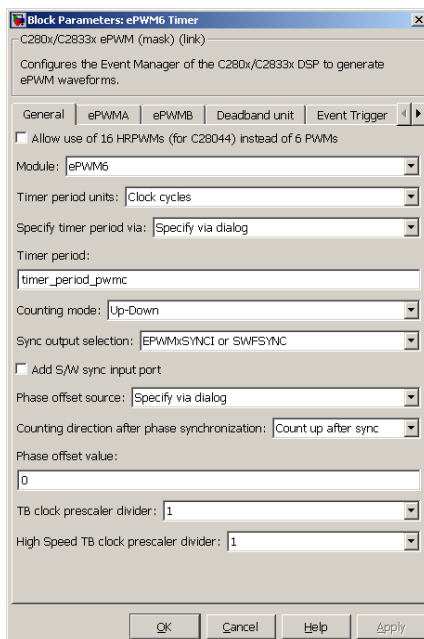 Block Parameters: ePWM6 Timer
C280x/C2833x ePWM (mask) (link)
Configures the Event Manager of the C280x/C2833x DSP to generate
ePWM waveforms.
General ePWMA ePWMB Deadband unit Event Trigger
Allow use of 16 HRPWMs (for C28044) instead of 6 PWMs
Module: ePWM6
Timer period units: Clock cycles
Specify timer period via: Specify via dialog
Timer period:
timer_period_pwmc
Counting mode: Up-Down
Sync output selection: EPWMxSYNCI or SWFSYNC
Add S/W sync input port
Phase offset source: Specify via dialog
Counting direction after phase synchronization: Count up after sync
Phase offset value:
0
TB clock prescaler divider: 1
High Speed TB clock prescaler divider: 1
OK Cancel Help Apply